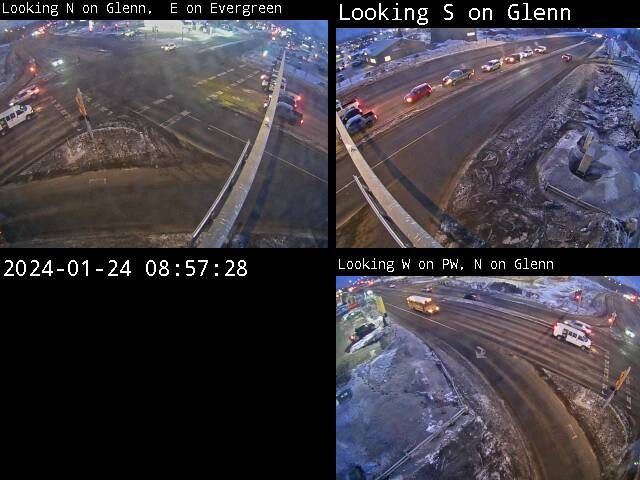 Looking N on Glenn,  E on Evergreen
Looking S on Glenn
2024-01-24 08:57:28
Looking W on PW, N on Glenn